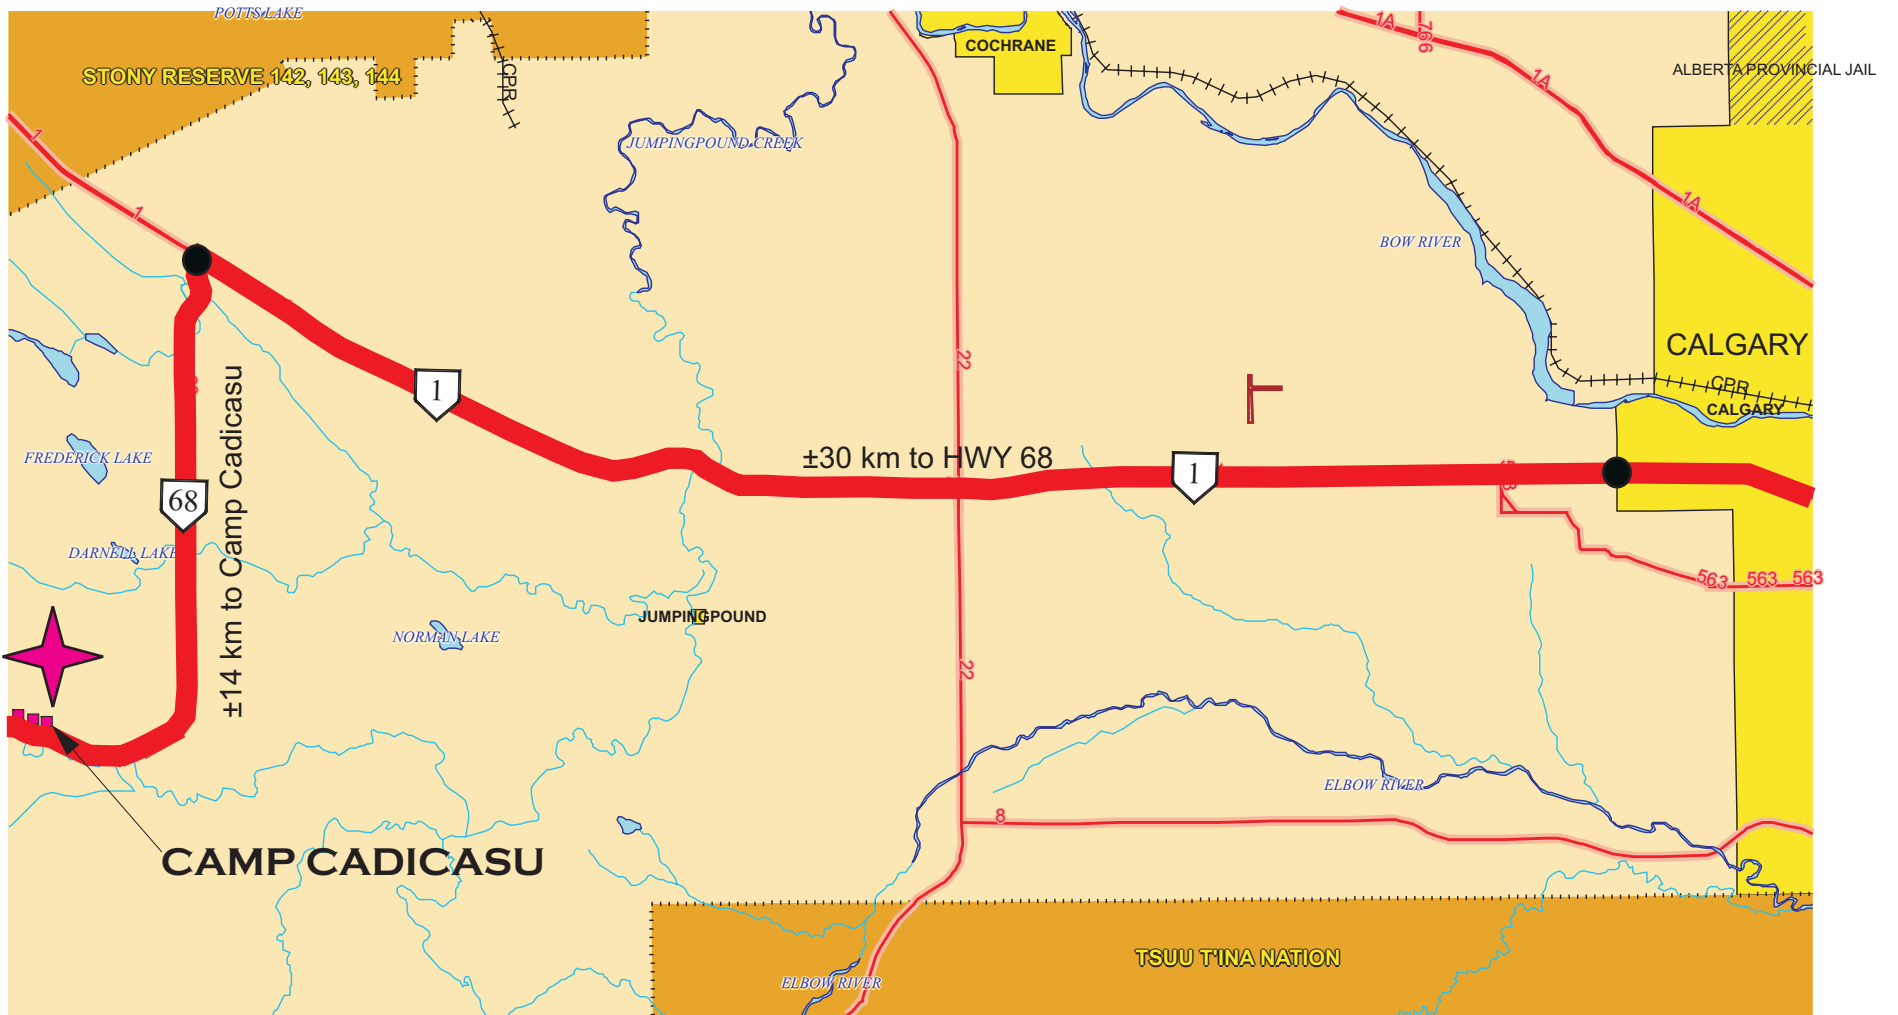 POTTS LAKE
1A
766
COCHRANE
STONY RESERVE 142, 143, 144
CPR
1A
ALBERTA PROVINCIAL JAIL
1
JUMPINGPOUND CREEK
1A
1
BOW RIVER
CALGARY
22
1
CPR
CALGARY
FREDERICK LAKE
±30 km to HWY 68
1
68
±14 km to Camp Cadicasu
DARNELL LAKE
563
563
563
JUMPINGPOUND
NORMAN LAKE
22
ELBOW RIVER
8
CAMP CADICASU
TSUU T'INA NATION
ELBOW RIVER